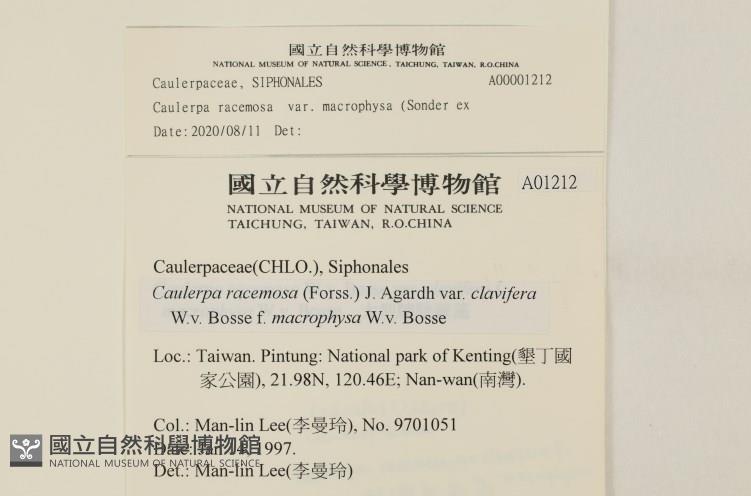 國立自然科學博物館
NATIONAL MUSEUM OF NATURAL SCIENCE, TAICHUNG, TAIWAN, R.O.CHINA
Caulerpaceae, SIPHONALES A00001212
Caulerpa racemosa var. macrophysa (Sonder ex
Date:2020/08/11 Det:
國立自然科學博物館 A01212
NATIONAL MUSEUM OF NATURAL SCIENCE
TAICHUNG, TAIWAN, R.O.CHINA
Caulerpaceae(CHLO.), Siphonales
Caulerpa racemosa (Forss.) J. Agardh var. clavifera
W.v. Bosse f. macrophysa W.v. Bosse
Loc.: Taiwan. Pintung: National park of Kenting(墾丁國
家公園), 21.98N, 120.46E; Nan-wan(南灣).
Col.: Man-lin Lee(李曼玲), No. 9701051
1997.
Det.: Man-lin Lee(李曼玲)
國立自然科學博物館
NATIONAL MUSEUM OF NATURAL SCIENCE